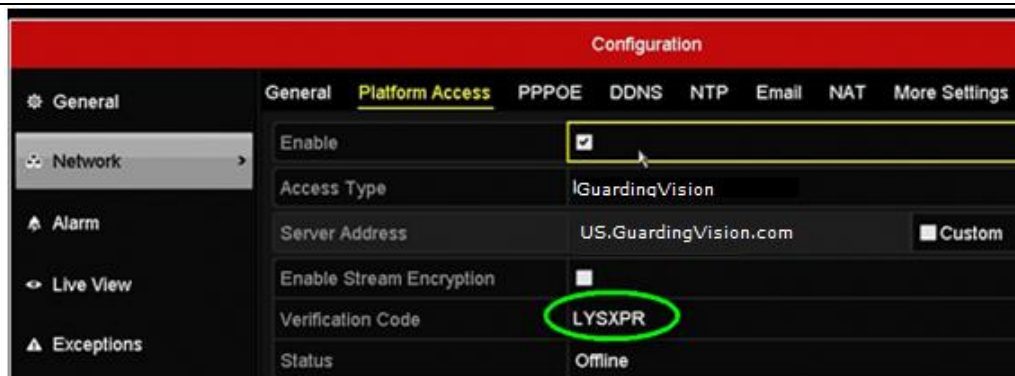 Configuration
General
Network
Alarm
Live View
Exceptions
General Platform Access PPPOE DDNS NTP Email NAT More Settings
Enable
Access Type GuardingVision
Server Address US.GuardingVision.com Custom
Enable Stream Encryption
Verification Code LYSXPR
Status Offline